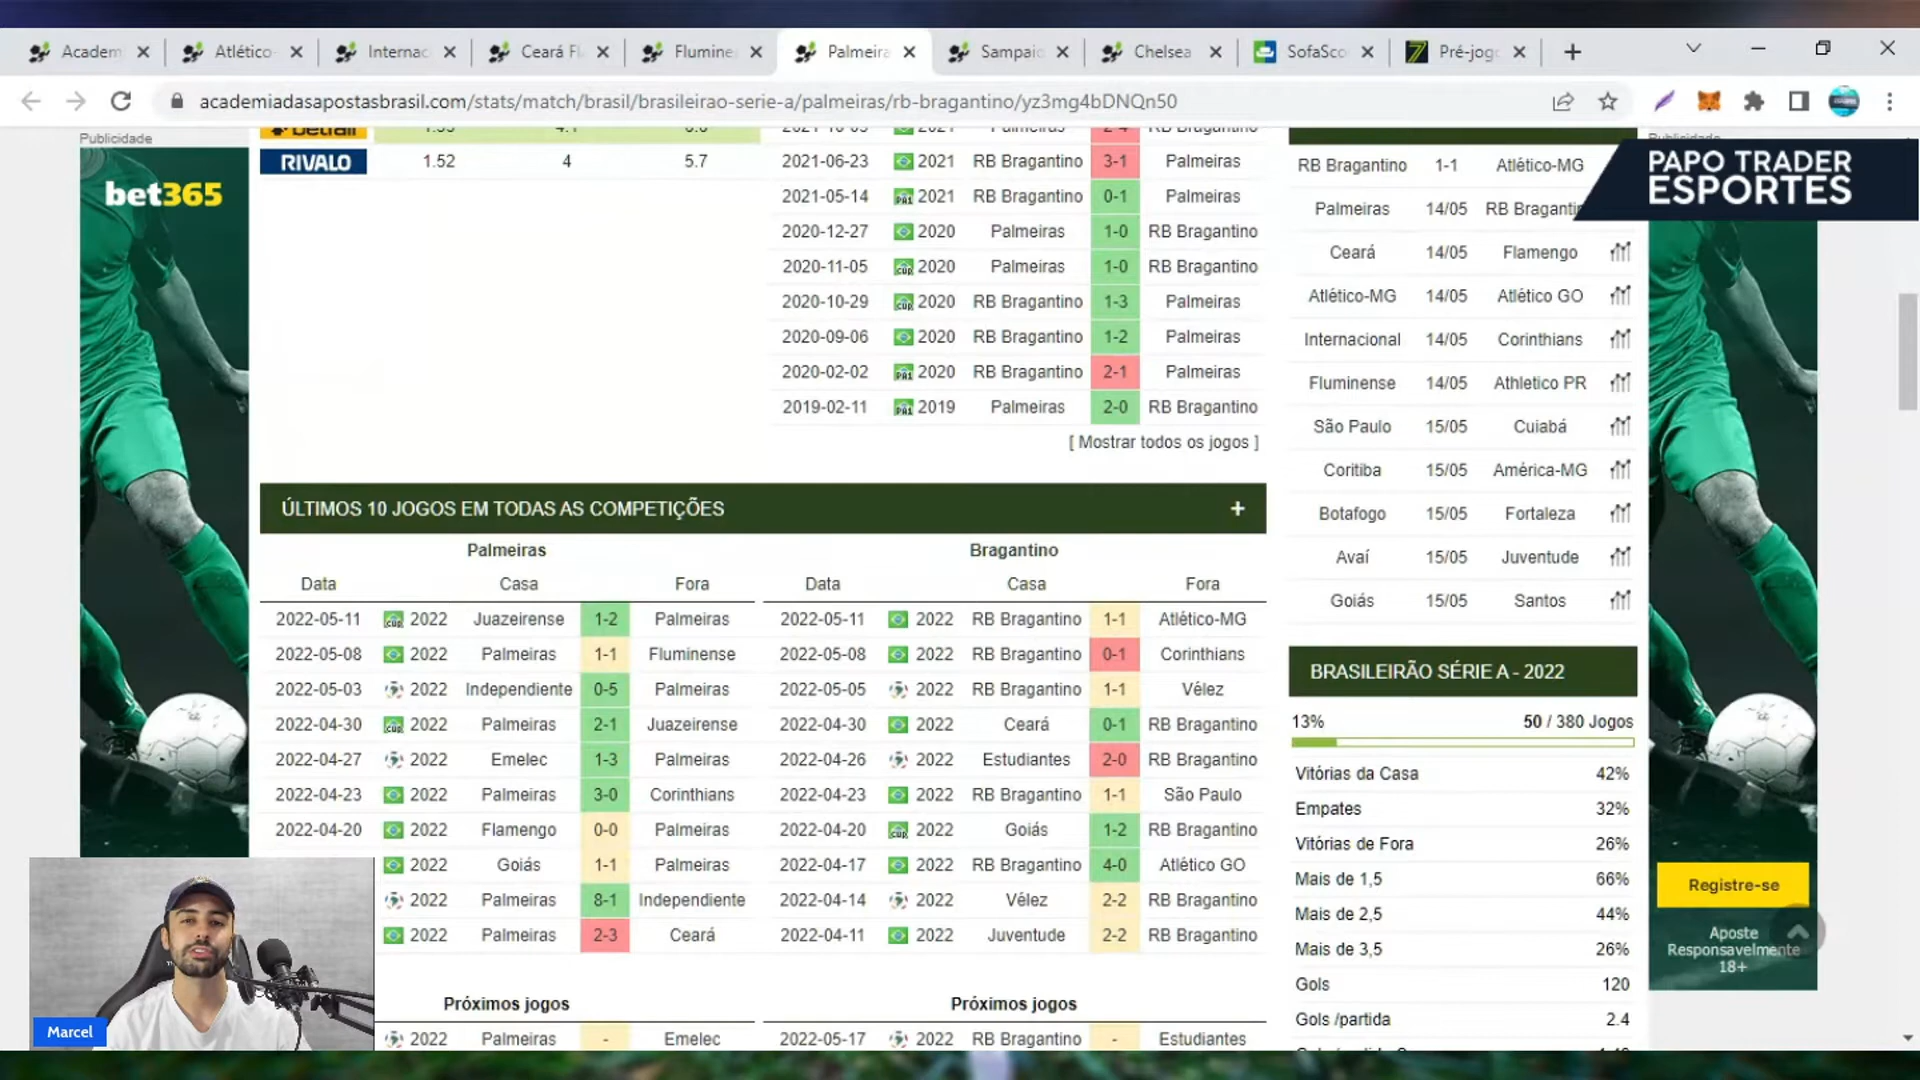 Academ
Atlético-
Internac
Ceará Fl
Flumine
Palmeira
Sampaio
Chelsea
SofaSco
Pré-jogo
academiadasapostasbrasil.com/stats/match/brasil/brasileirao-serie-a/palmeiras/rb-bragantino/yz3mg4bDNQn50
Publicidade
bet365
RIVALO 1.52 4 5.7
2021-06-23 2021 RB Bragantino 3-1 Palmeiras
2021-05-14 2021 RB Bragantino 0-1 Palmeiras
2020-12-27 2020 Palmeiras 1-0 RB Bragantino
2020-11-05 2020 Palmeiras 1-0 RB Bragantino
2020-10-29 2020 RB Bragantino 1-3 Palmeiras
2020-09-06 2020 RB Bragantino 1-2 Palmeiras
2020-02-02 2020 RB Bragantino 2-1 Palmeiras
2019-02-11 2019 Palmeiras 2-0 RB Bragantino
[ Mostrar todos os jogos ]
ÚLTIMOS 10 JOGOS EM TODAS AS COMPETIÇÕES +
Palmeiras
Data Casa Fora
2022-05-11 2022 Juazeirense 1-2 Palmeiras
2022-05-08 2022 Palmeiras 1-1 Fluminense
2022-05-03 2022 Independiente 0-5 Palmeiras
2022-04-30 2022 Palmeiras 2-1 Juazeirense
2022-04-27 2022 Emelec 1-3 Palmeiras
2022-04-23 2022 Palmeiras 3-0 Corinthians
2022-04-20 2022 Flamengo 0-0 Palmeiras
2022 Goiás 1-1 Palmeiras
2022 Palmeiras 8-1 Independiente
2022 Palmeiras 2-3 Ceará
Próximos jogos
2022 Palmeiras - Emelec
Bragantino
Data Casa Fora
2022-05-11 2022 RB Bragantino 1-1 Atlético-MG
2022-05-08 2022 RB Bragantino 0-1 Corinthians
2022-05-05 2022 RB Bragantino 1-1 Vélez
2022-04-30 2022 Ceará 0-1 RB Bragantino
2022-04-26 2022 Estudiantes 2-0 RB Bragantino
2022-04-23 2022 RB Bragantino 1-1 São Paulo
2022-04-20 2022 Goiás 1-2 RB Bragantino
2022-04-17 2022 RB Bragantino 4-0 Atlético GO
2022-04-14 2022 Vélez 2-2 RB Bragantino
2022-04-11 2022 Juventude 2-2 RB Bragantino
Próximos jogos
2022-05-17 2022 RB Bragantino - Estudiantes
RB Bragantino 1-1 Atlético-MG
Palmeiras 14/05 RB Bragantin
Ceará 14/05 Flamengo
Atlético-MG 14/05 Atlético GO
Internacional 14/05 Corinthians
Fluminense 14/05 Athletico PR
São Paulo 15/05 Cuiabá
Coritiba 15/05 América-MG
Botafogo 15/05 Fortaleza
Avaí 15/05 Juventude
Goiás 15/05 Santos
BRASILEIRÃO SÉRIE A - 2022
13% 50 / 380 Jogos
Vitórias da Casa 42%
Empates 32%
Vitórias de Fora 26%
Mais de 1,5 66%
Mais de 2,5 44%
Mais de 3,5 26%
Gols 120
Gols /partida 2.4
PAPO TRADER
ESPORTES
Registre-se
Aposte
Responsavelmente
18+
Marcel